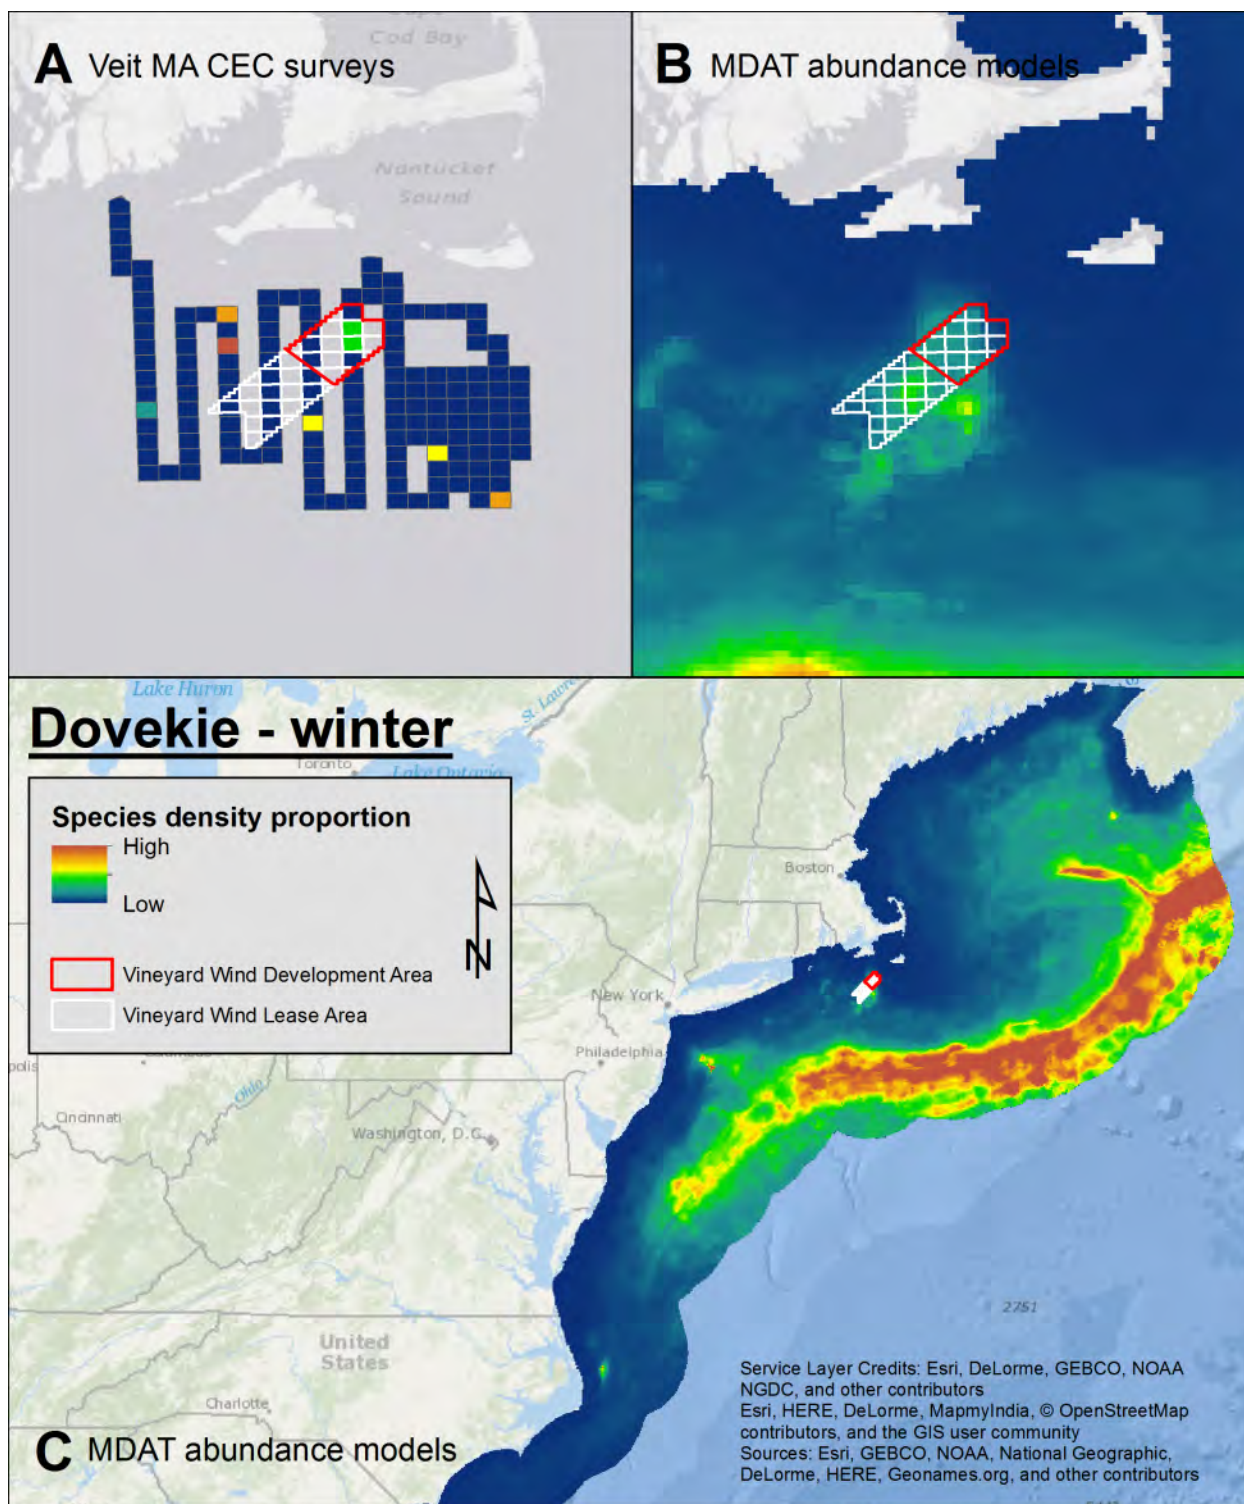 Cod Bay
A Veit MA CEC surveys
B MDAT abundance models
Nantucket
Sound
Lake Huron
St. Lawre
Dovekie - winter
Toronto
Lake Ontario
Species density proportion
High
Low
Boston
N
Vineyard Wind Development Area
Vineyard Wind Lease Area
New York
Philadelphia
Ohio
Cincinnati
Washington, D.C.
2751
United
States
Charlotte
Service Layer Credits: Esri, DeLorme, GEBCO, NOAA
NGDC, and other contributors
Esri, HERE, DeLorme, MapmyIndia, © OpenStreetMap
contributors, and the GIS user community
Sources: Esri, GEBCO, NOAA, National Geographic,
DeLorme, HERE, Geonames.org, and other contributors
C MDAT abundance models